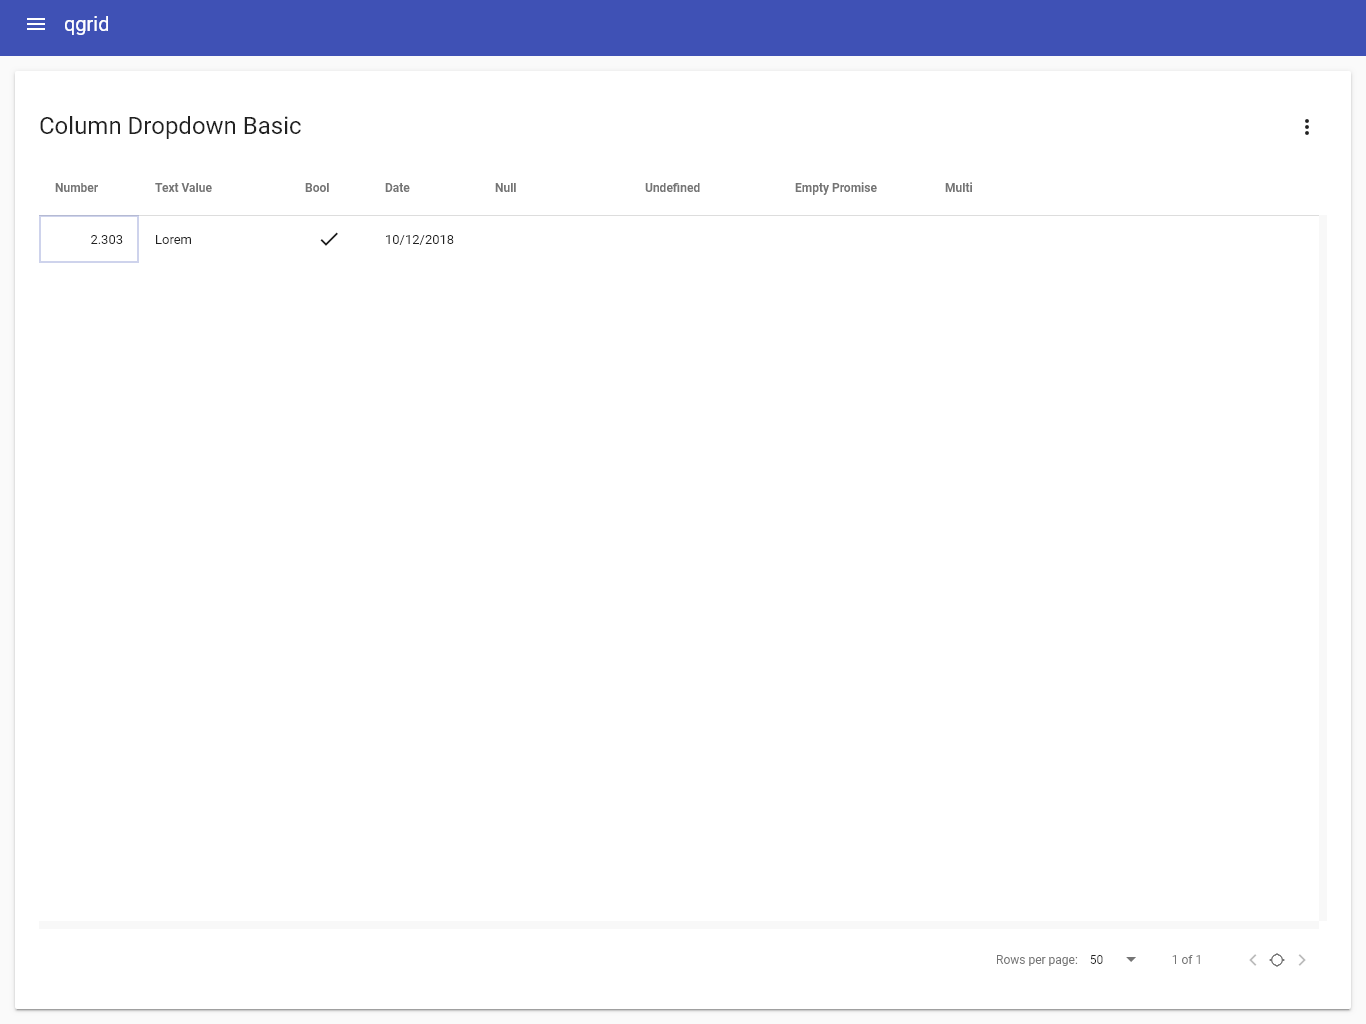 qgrid
Column Dropdown Basic
Number Text Value Bool Date Null Undefined Empty Promise Multi
2.303 Lorem 10/12/2018
Rows per page: 50 1 of 1